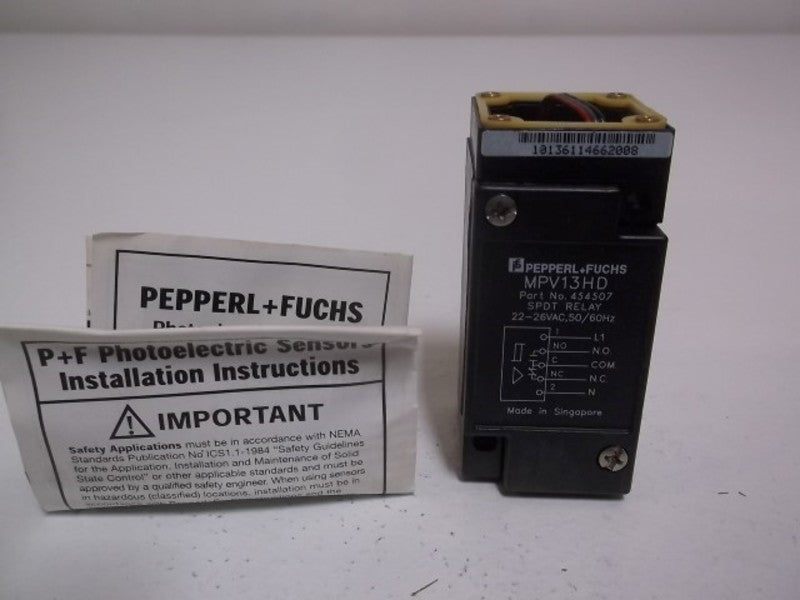 PEPPERL+FUCHS
P+F Photoelectric Sensors
Installation Instructions
IMPORTANT
Safety Applications must be in accordance with NEMA
Standards Publication No ICS1.1-1984 "Safety Guidelines
for the Application, Installation and Maintenance of Solid
State Control" or other applicable standards and must be
approved by a qualified safety engineer. When using sensors
in hazardous (classified) locations, installation must be in
10136114662008
PEPPERL+FUCHS
MPV13HD
Part No. 454507
SPDT RELAY
22-26VAC,50/60Hz
1 L1
NO N.O.
C COM
NC N.C.
2 N
Made in Singapore